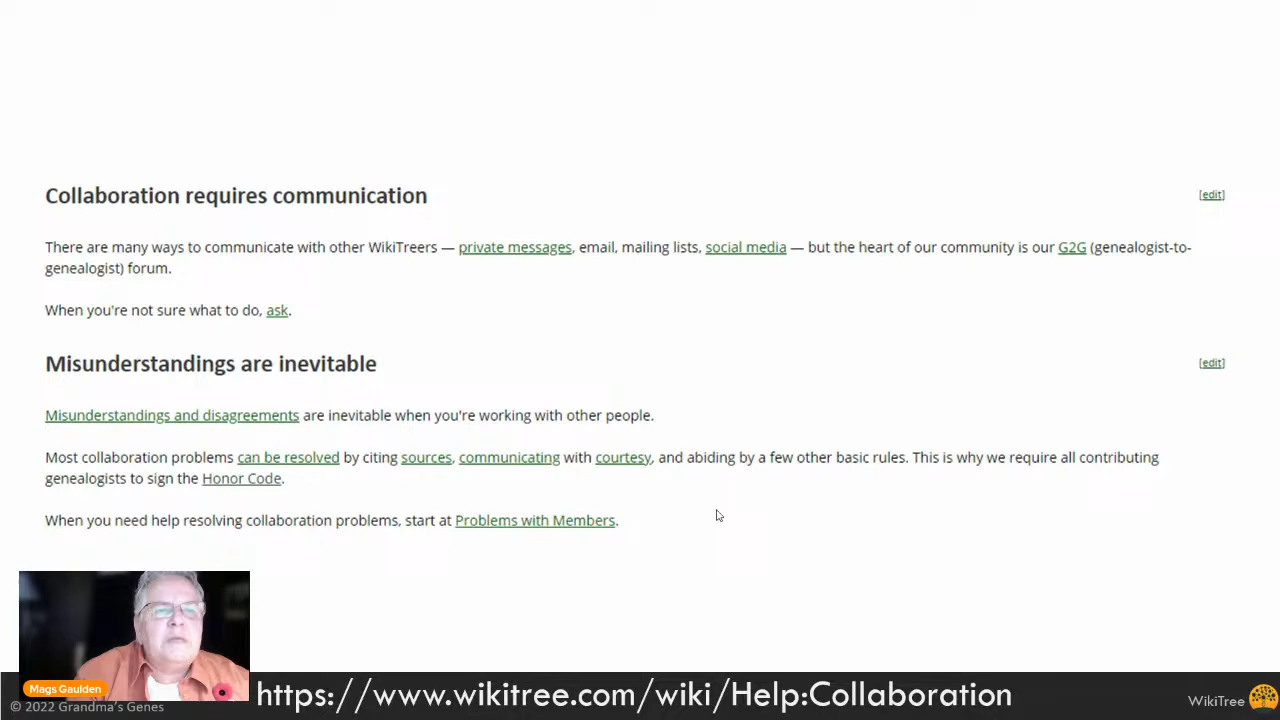 Collaboration requires communication
[edit]
There are many ways to communicate with other WikiTreers — private messages, email, mailing lists, social media — but the heart of our community is our G2G (genealogist-to-
genealogist) forum.
When you're not sure what to do, ask.
Misunderstandings are inevitable
[edit]
Misunderstandings and disagreements are inevitable when you're working with other people.
Most collaboration problems can be resolved by citing sources, communicating with courtesy, and abiding by a few other basic rules. This is why we require all contributing
genealogists to sign the Honor Code.
When you need help resolving collaboration problems, start at Problems with Members.
Mags Gaulden
© 2022 Grandma's Genes
https://www.wikitree.com/wiki/Help:Collaboration
WikiTree